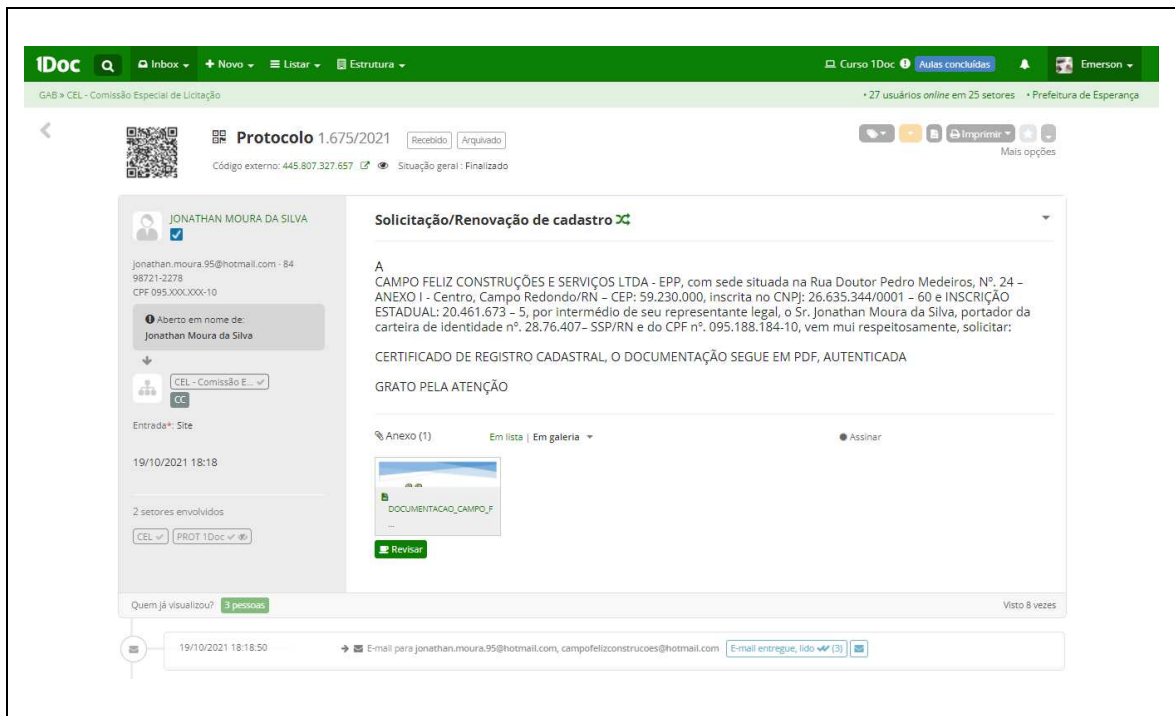 1Doc Inbox Novo Listar Estrutura Curso 1Doc Aulas concluídas Emerson
GAB » CEL - Comissão Especial de Licitação • 27 usuários online em 25 setores • Prefeitura de Esperança
Protocolo 1.675/2021 Recebido Arquivado Imprimir
Mais opções
Código externo: 445.807.327.657 Situação geral : Finalizado
JONATHAN MOURA DA SILVA
jonathan.moura.95@hotmail.com - 84
98721-2278
CPF 095.XXX.XXX-10
Aberto em nome de:
Jonathan Moura da Silva
CEL - Comissão E...
CC
Entrada*: Site
19/10/2021 18:18
2 setores envolvidos
CEL PROT 1Doc
Solicitação/Renovação de cadastro
A
CAMPO FELIZ CONSTRUÇÕES E SERVIÇOS LTDA - EPP, com sede situada na Rua Doutor Pedro Medeiros, Nº. 24 –
ANEXO I - Centro, Campo Redondo/RN – CEP: 59.230.000, inscrita no CNPJ: 26.635.344/0001 – 60 e INSCRIÇÃO
ESTADUAL: 20.461.673 – 5, por intermédio de seu representante legal, o Sr. Jonathan Moura da Silva, portador da
carteira de identidade nº. 28.76.407– SSP/RN e do CPF nº. 095.188.184-10, vem mui respeitosamente, solicitar:
CERTIFICADO DE REGISTRO CADASTRAL, O DOCUMENTAÇÃO SEGUE EM PDF, AUTENTICADA
GRATO PELA ATENÇÃO
Anexo (1) Em lista | Em galeria Assinar
DOCUMENTACAO_CAMPO_F
...
Revisar
Quem já visualizou? 3 pessoas Visto 8 vezes
19/10/2021 18:18:50 E-mail para jonathan.moura.95@hotmail.com, campofelizconstrucoes@hotmail.com E-mail entregue, lido (3)